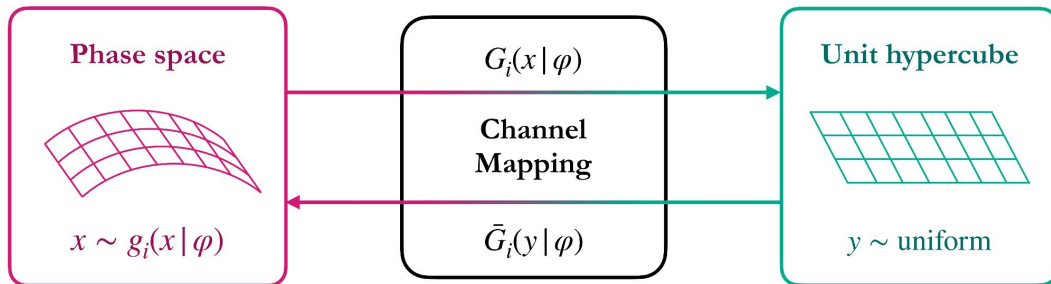 Phase space
x ~ gᵢ(x|φ)
Gᵢ(x|φ)
Channel
Mapping
Ḡᵢ(y|φ)
Unit hypercube
y ~ uniform